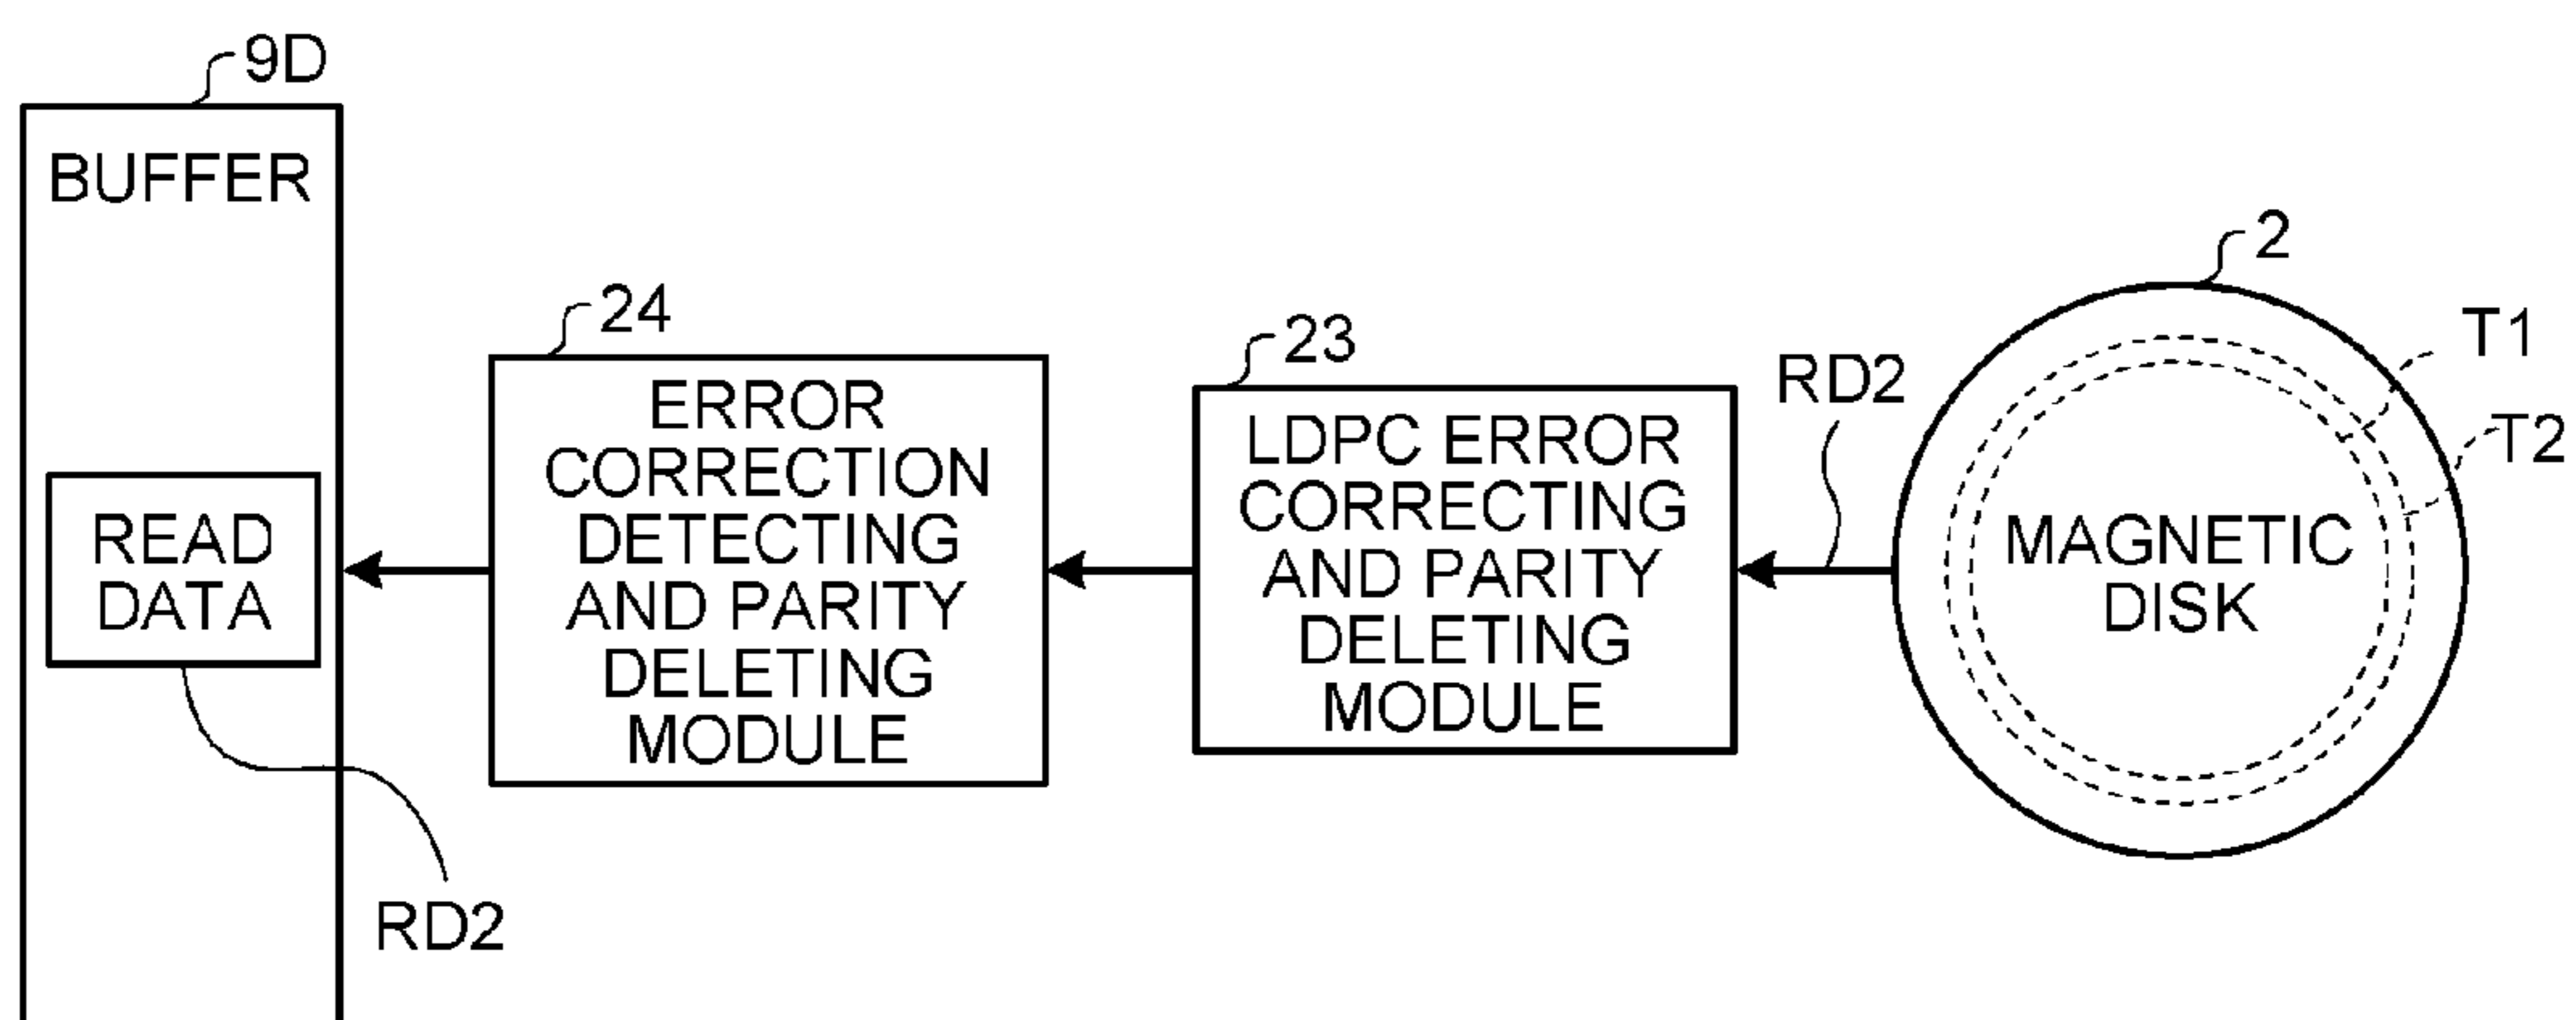 9D
BUFFER
READ
DATA
RD2
24
ERROR
CORRECTION
DETECTING
AND PARITY
DELETING
MODULE
23
LDPC ERROR
CORRECTING
AND PARITY
DELETING
MODULE
RD2
2
T1
T2
MAGNETIC
DISK